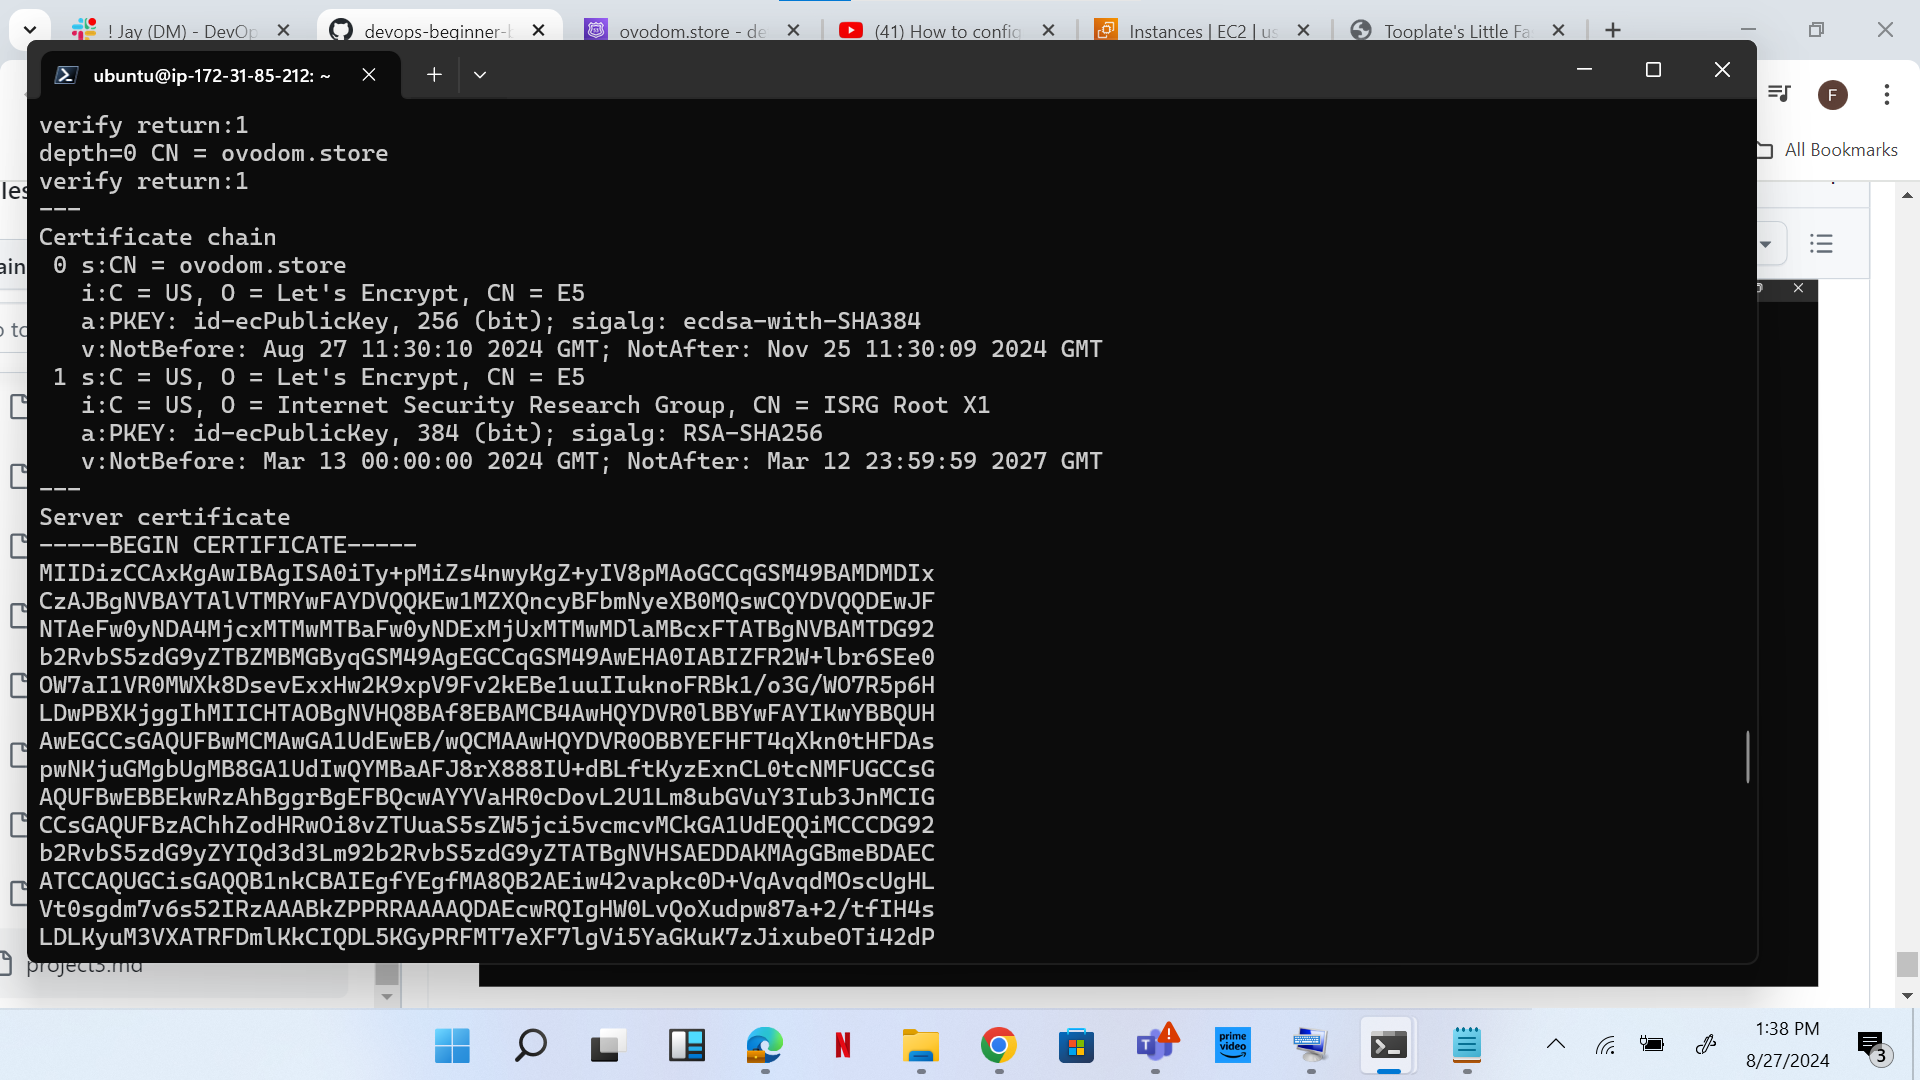 ! Jay (DM) - DevOp
devops-beginner-b
ovodom.store - de
(41) How to config
Instances | EC2 | us
Tooplate's Little Fa
ubuntu@ip-172-31-85-212: ~
F
All Bookmarks
verify return:1
depth=0 CN = ovodom.store
verify return:1
---
Certificate chain
0 s:CN = ovodom.store
i:C = US, O = Let's Encrypt, CN = E5
a:PKEY: id-ecPublicKey, 256 (bit); sigalg: ecdsa-with-SHA384
v:NotBefore: Aug 27 11:30:10 2024 GMT; NotAfter: Nov 25 11:30:09 2024 GMT
1 s:C = US, O = Let's Encrypt, CN = E5
i:C = US, O = Internet Security Research Group, CN = ISRG Root X1
a:PKEY: id-ecPublicKey, 384 (bit); sigalg: RSA-SHA256
v:NotBefore: Mar 13 00:00:00 2024 GMT; NotAfter: Mar 12 23:59:59 2027 GMT
---
Server certificate
-----BEGIN CERTIFICATE-----
MIIDizCCAxKgAwIBAgISA0iTy+pMiZs4nwyKgZ+yIV8pMAoGCCqGSM49BAMDMDIx
CzAJBgNVBAYTAlVTMRYwFAYDVQQKEw1MZXQncyBFbmNyeXB0MQswCQYDVQQDEwJF
NTAeFw0yNDA4MjcxMTMwMTBaFw0yNDExMjUxMTMwMDlaMBcxFTATBgNVBAMTDG92
b2RvbS5zdG9yZTBZMBMGByqGSM49AgEGCCqGSM49AwEHA0IABIZFR2W+lbr6SEe0
OW7aI1VR0MWXk8DsevExxHw2K9xpV9Fv2kEBe1uuIIuknoFRBk1/o3G/WO7R5p6H
LDwPBXKjggIhMIICHTAOBgNVHQ8BAf8EBAMCB4AwHQYDVR0lBBYwFAYIKwYBBQUH
AwEGCCsGAQUFBwMCMAwGA1UdEwEB/wQCMAAwHQYDVR0OBBYEFHFT4qXkn0tHFDAs
pwNKjuGMgbUgMB8GA1UdIwQYMBaAFJ8rX888IU+dBLftKyzExnCL0tcNMFUGCCsG
AQUFBwEBBEkwRzAhBggrBgEFBQcwAYYVaHR0cDovL2U1Lm8ubGVuY3Iub3JnMCIG
CCsGAQUFBzAChhZodHRwOi8vZTUuaS5sZW5jci5vcmcvMCkGA1UdEQQiMCCCDG92
b2RvbS5zdG9yZYIQd3d3Lm92b2RvbS5zdG9yZTATBgNVHSAEDDAKMAgGBmeBDAEC
ATCCAQUGCisGAQQB1nkCBAIEgfYEgfMA8QB2AEiw42vapkc0D+VqAvqdMOscUgHL
Vt0sgdm7v6s52IRzAAABkZPPRRAAAAQDAEcwRQIgHW0LvQoXudpw87a+2/tfIH4s
LDLKyuM3VXATRFDmlKkCIQDL5KGyPRFMT7eXF7lgVi5YaGKuK7zJixubeOTi42dP
project3.md
prime video
1:38 PM
8/27/2024
3